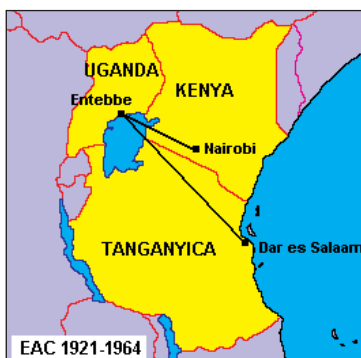 UGANDA
Entebbe
KENYA
Nairobi
TANGANYICA
Dar es Salaam
EAC 1921-1964